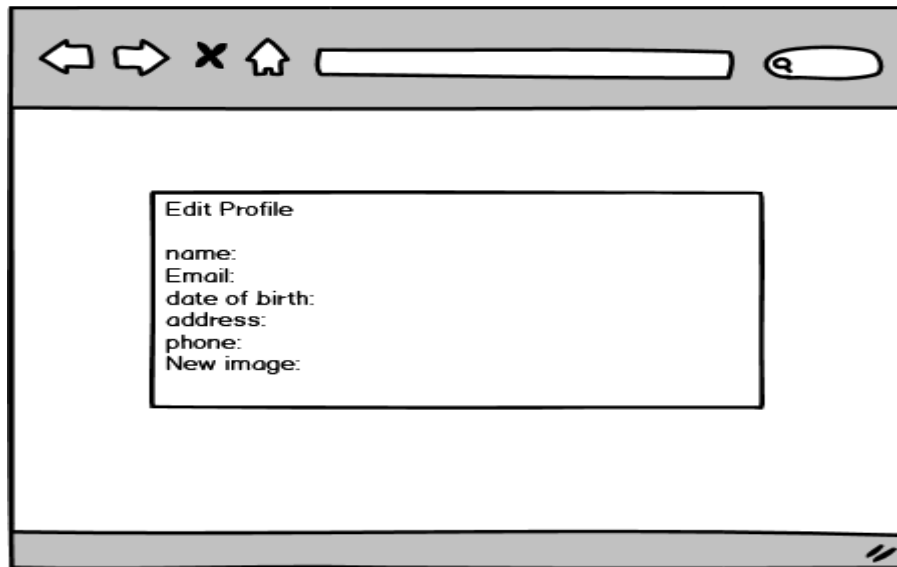 Edit Profile
name:
Email:
date of birth:
address:
phone:
New image: